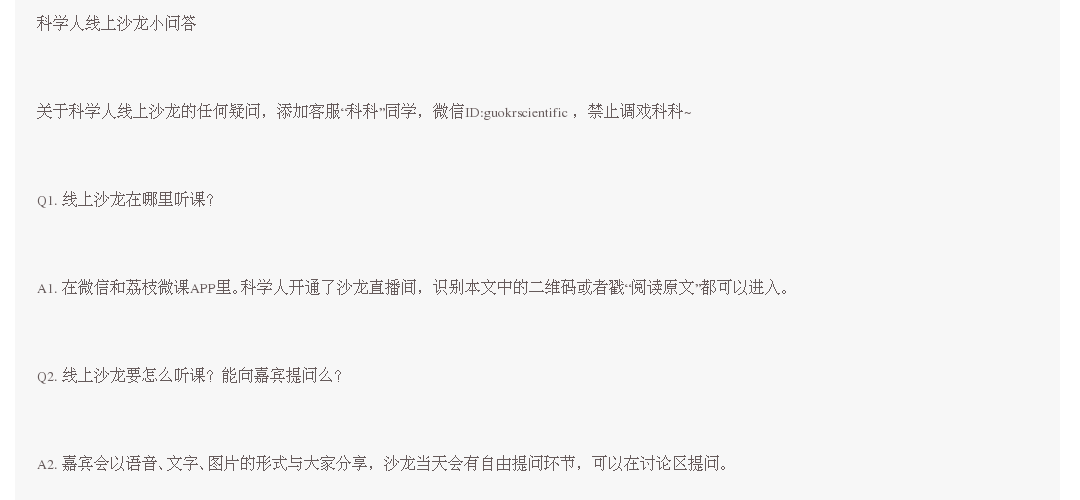 科学人线上沙龙小问答
关于科学人线上沙龙的任何疑问，添加客服“科科”同学，微信ID:guokrscientific ，禁止调戏科科~
Q1. 线上沙龙在哪里听课？
A1. 在微信和荔枝微课APP里。科学人开通了沙龙直播间，识别本文中的二维码或者戳“阅读原文”都可以进入。
Q2. 线上沙龙要怎么听课？能向嘉宾提问么？
A2. 嘉宾会以语音、文字、图片的形式与大家分享，沙龙当天会有自由提问环节，可以在讨论区提问。